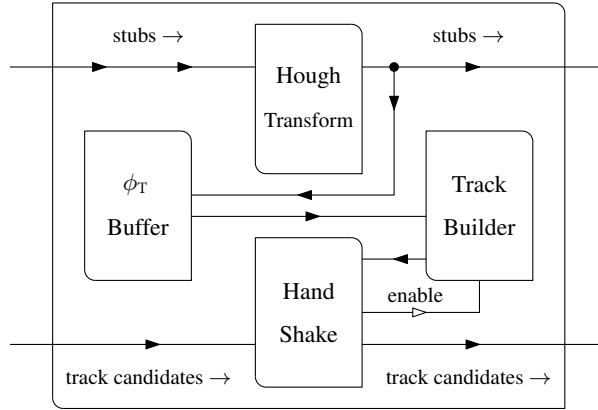 stubs →
stubs →
Hough
Transform
ϕT
Buffer
Track
Builder
Hand
Shake
enable
track candidates →
track candidates →